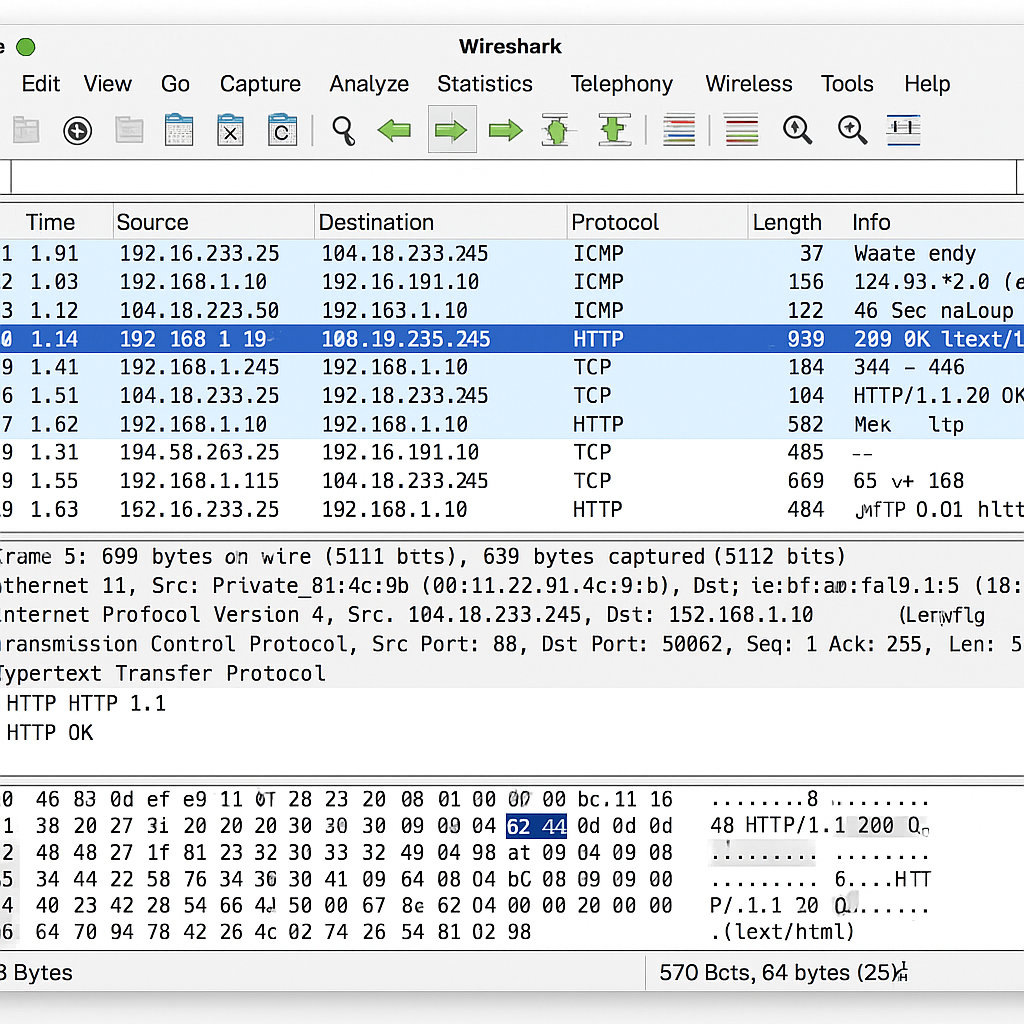 e
Wireshark
Edit View Go Capture Analyze Statistics Telephony Wireless Tools Help
Time Source Destination Protocol Length Info
1 1.91 192.16.233.25 104.18.233.245 ICMP 37 Waate endy
2 1.03 192.168.1.10 192.16.191.10 ICMP 156 124.93.*2.0 (e
3 1.12 104.18.223.50 192.163.1.10 ICMP 122 46 Sec naLoup
0 1.14 192 168 1 19 108.19.235.245 HTTP 939 209 0K ltext/1
9 1.41 192.168.1.245 192.168.1.10 TCP 184 344 – 446
6 1.51 104.18.233.25 192.18.233.245 TCP 104 HTTP/1.1.20 OK
7 1.62 192.168.1.10 192.168.1.10 HTTP 582 Mek ltp
9 1.31 194.58.263.25 192.16.191.10 TCP 485 --
9 1.55 192.168.1.115 104.18.233.245 TCP 669 65 v+ 168
9 1.63 162.16.233.25 192.168.1.10 HTTP 484 0.01 hltt
rame 5: 699 bytes on wire (5111 btts), 639 bytes captured (5112 bits)
thernet 11, Src: Private_81:4c:9b (00:11.22.91.4c:9:b), Dst; (18:
nternet Profocol Version 4, Src. 104.18.233.245, Dst: 152.168.1.10
ransmission Control Protocol, Src Port: 88, Dst Port: 50062, Seq: 1 Ack: 255, Len: 5
Typertext Transfer Protocol
HTTP HTTP 1.1
HTTP OK
0 46 83 0d ef e9 11 28 23 20 08 01 00 00 bc.11 16 ........8 .........
1 38 20 27 3i 20 20 20 30 30 30 09 09 04 62 44 0d 0d 0d 48 HTTP/1.1 200
2 48 48 27 1f 81 23 32 30 33 32 49 04 98 at 09 04 09 08 ......... ........
5 34 44 22 58 76 34 36 30 41 09 64 08 04 bC 08 09 09 00 ......... 6....HTT
4 40 23 42 28 54 66 50 00 67 8c 62 04 00 00 20 00 00 P/.1.1 20
6 64 70 94 78 42 26 4c 02 74 26 54 81 02 98 .(lext/html)
Bytes 570 Bcts, 64 bytes (25)